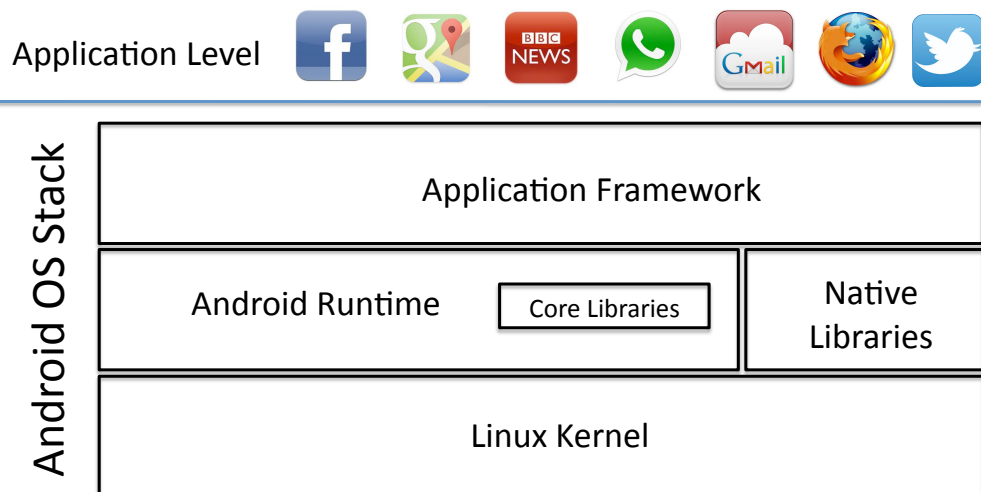 Application Level
f
g
BBC
NEWS
GMail
Android OS Stack
Application Framework
Android Runtime
Core Libraries
Native
Libraries
Linux Kernel